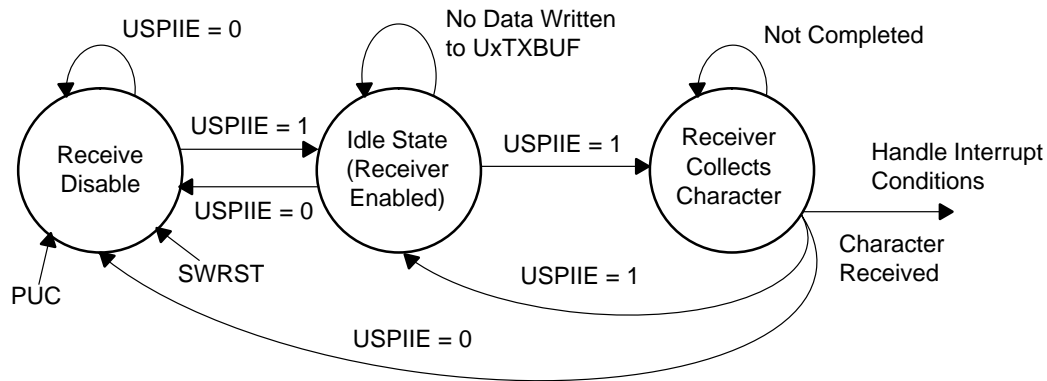 USPIIE = 0
No Data Written
to UxTXBUF
Not Completed
Receive
Disable
USPIIE = 1
USPIIE = 0
Idle State
(Receiver
Enabled)
USPIIE = 1
Receiver
Collects
Character
Handle Interrupt
Conditions
Character
Received
PUC
SWRST
USPIIE = 1
USPIIE = 0